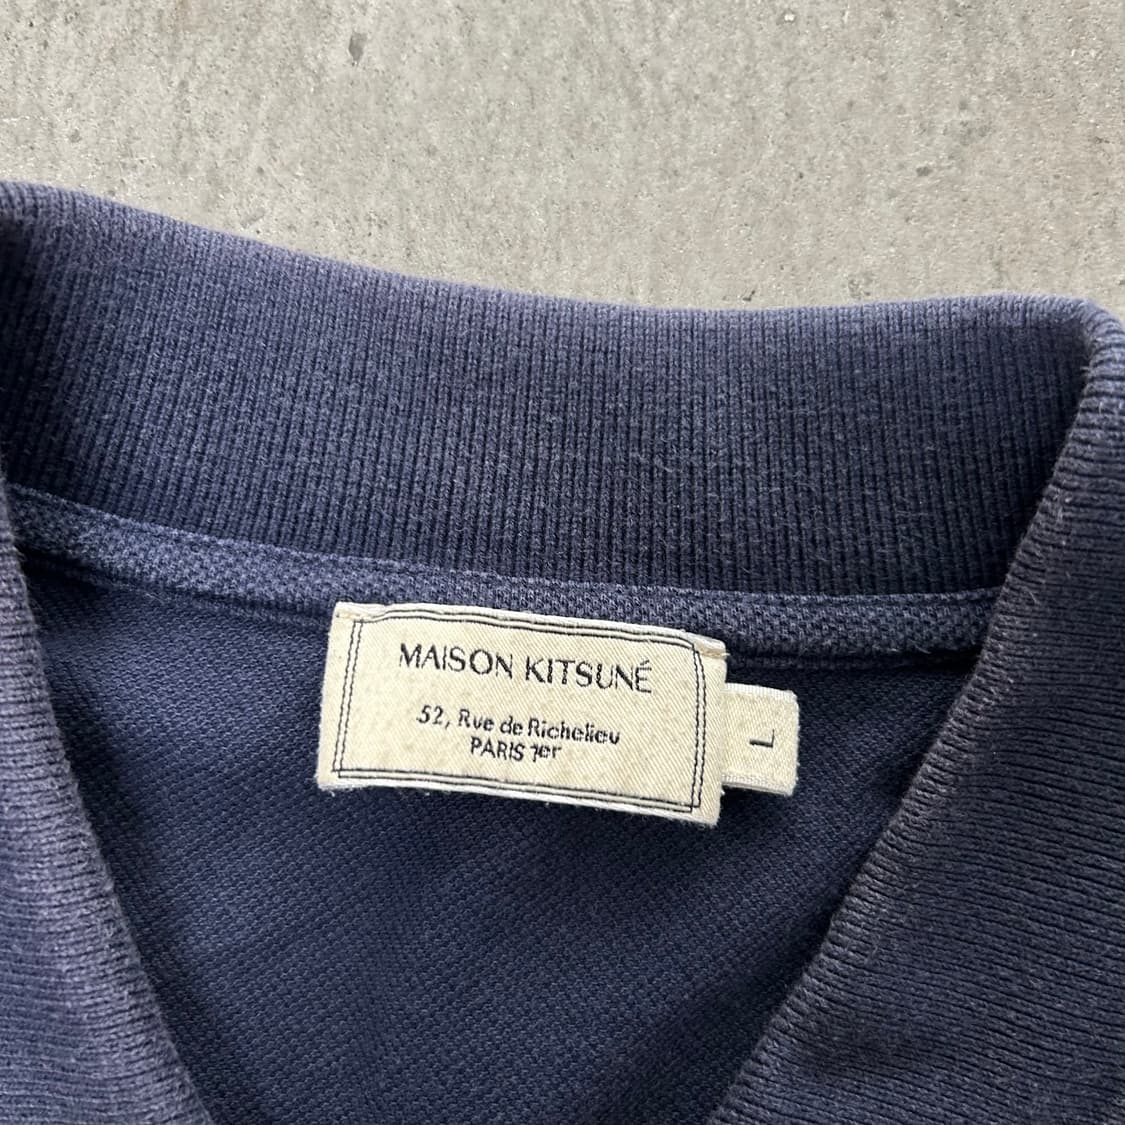 MAISON KITSUNÉ
52, Rue de Richelieu
PARIS 1er
L